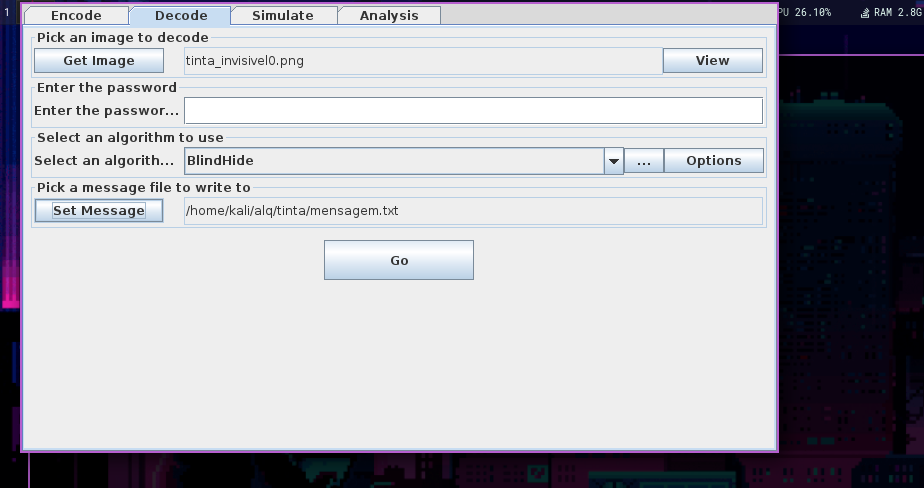 1 PU 26.10% RAM 2.8G
Encode Decode Simulate Analysis
Pick an image to decode
Get Image tinta_invisivel0.png View
Enter the password
Enter the passwor...
Select an algorithm to use
Select an algorith... BlindHide ... Options
Pick a message file to write to
Set Message /home/kali/alq/tinta/mensagem.txt
Go